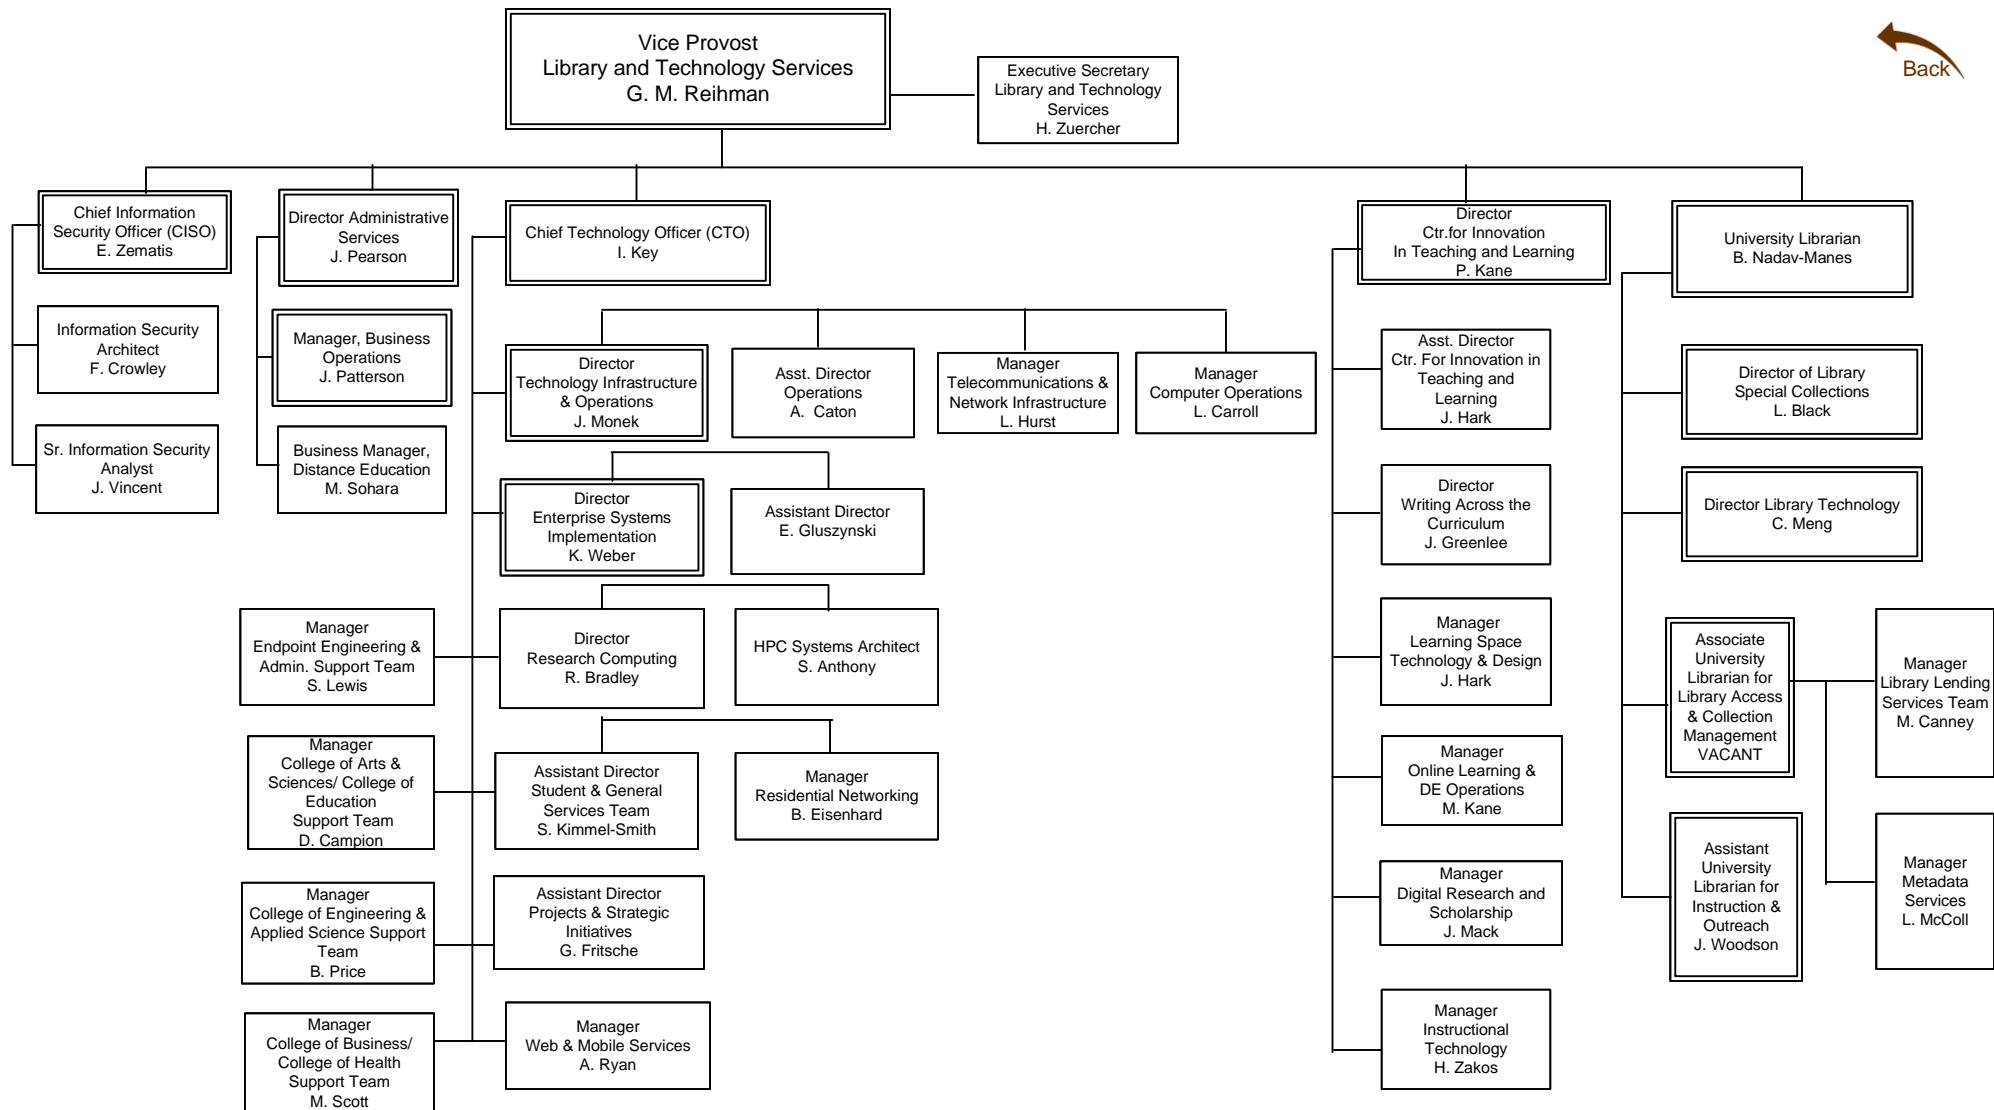 Vice Provost
Library and Technology Services
G. M. Reihman
Executive Secretary
Library and Technology
Services
H. Zuercher
Back
Chief Information
Security Officer (CISO)
E. Zematis
Information Security
Architect
F. Crowley
Sr. Information Security
Analyst
J. Vincent
Director Administrative
Services
J. Pearson
Manager, Business
Operations
J. Patterson
Business Manager,
Distance Education
M. Sohara
Chief Technology Officer (CTO)
I. Key
Director
Technology Infrastructure
& Operations
J. Monek
Asst. Director
Operations
A.  Caton
Manager
Telecommunications &
Network Infrastructure
L. Hurst
Manager
Computer Operations
L. Carroll
Director
Enterprise Systems
Implementation
K. Weber
Assistant Director
E. Gluszynski
Manager
Endpoint Engineering &
Admin. Support Team
S. Lewis
Director
Research Computing
R. Bradley
HPC Systems Architect
S. Anthony
Manager
College of Arts &
Sciences/ College of
Education
Support Team
D. Campion
Assistant Director
Student & General
Services Team
S. Kimmel-Smith
Manager
Residential Networking
B. Eisenhard
Manager
College of Engineering &
Applied Science Support
Team
B. Price
Assistant Director
Projects & Strategic
Initiatives
G. Fritsche
Manager
College of Business/
College of Health
Support Team
M. Scott
Manager
Web & Mobile Services
A. Ryan
Director
Ctr.for Innovation
In Teaching and Learning
P. Kane
Asst. Director
Ctr. For Innovation in
Teaching and
Learning
J. Hark
Director
Writing Across the
Curriculum
J. Greenlee
Manager
Learning Space
Technology & Design
J. Hark
Manager
Online Learning &
DE Operations
M. Kane
Manager
Digital Research and
Scholarship
J. Mack
Manager
Instructional
Technology
H. Zakos
University Librarian
B. Nadav-Manes
Director of Library
Special Collections
L. Black
Director Library Technology
C. Meng
Associate
University
Librarian for
Library Access
& Collection
Management
VACANT
Manager
Library Lending
Services Team
M. Canney
Assistant
University
Librarian for
Instruction &
Outreach
J. Woodson
Manager
Metadata
Services
L. McColl